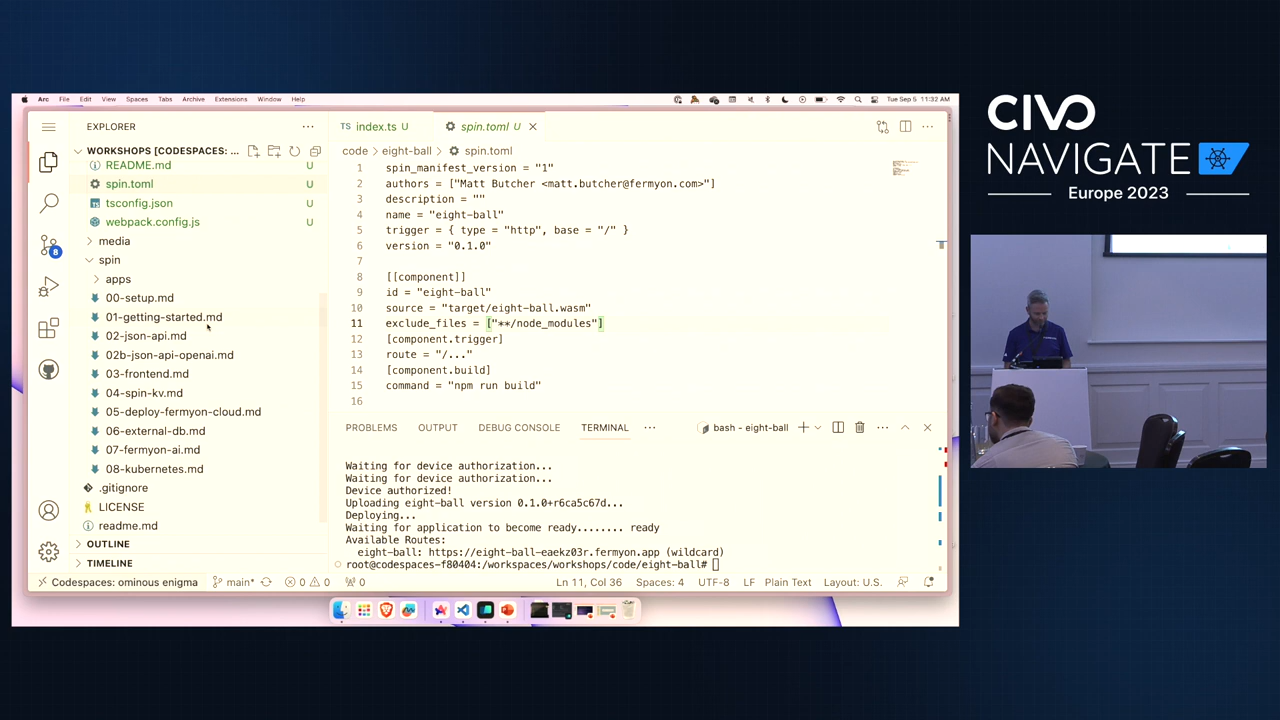 Arc File Edit View Spaces Tabs Archive Extensions Window Help
Tue Sep 5 11:32 AM
EXPLORER
WORKSHOPS [CODESPACES: ...
README.md U
spin.toml U
tsconfig.json U
webpack.config.js U
media
spin
apps
00-setup.md
01-getting-started.md
02-json-api.md
02b-json-api-openai.md
03-frontend.md
04-spin-kv.md
05-deploy-fermyon-cloud.md
06-external-db.md
07-fermyon-ai.md
08-kubernetes.md
.gitignore
LICENSE
readme.md
OUTLINE
TIMELINE
8
TS index.ts U
spin.toml U
code > eight-ball > spin.toml
1 spin_manifest_version = "1"
2 authors = ["Matt Butcher <matt.butcher@fermyon.com>"]
3 description = ""
4 name = "eight-ball"
5 trigger = { type = "http", base = "/" }
6 version = "0.1.0"
7
8 [[component]]
9 id = "eight-ball"
10 source = "target/eight-ball.wasm"
11 exclude_files = ["**/node_modules"]
12 [component.trigger]
13 route = "/..."
14 [component.build]
15 command = "npm run build"
16
PROBLEMS OUTPUT DEBUG CONSOLE TERMINAL ... bash - eight-ball
Waiting for device authorization...
Waiting for device authorization...
Device authorized!
Uploading eight-ball version 0.1.0+r6ca5c67d...
Deploying...
Waiting for application to become ready........ ready
Available Routes:
eight-ball: https://eight-ball-eaekz03r.fermyon.app (wildcard)
root@codespaces-f80404:/workspaces/workshops/code/eight-ball#
Codespaces: ominous enigma main* 0 0 0 Ln 11, Col 36 Spaces: 4 UTF-8 LF Plain Text Layout: U.S.
CIVO
NAVIGATE
Europe 2023